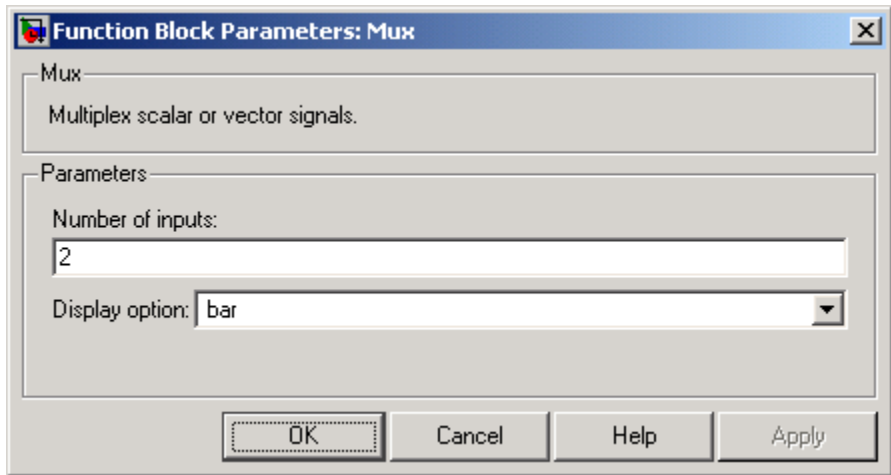 Function Block Parameters: Mux
Mux
Multiplex scalar or vector signals.
Parameters
Number of inputs:
2
Display option: bar
OK Cancel Help Apply